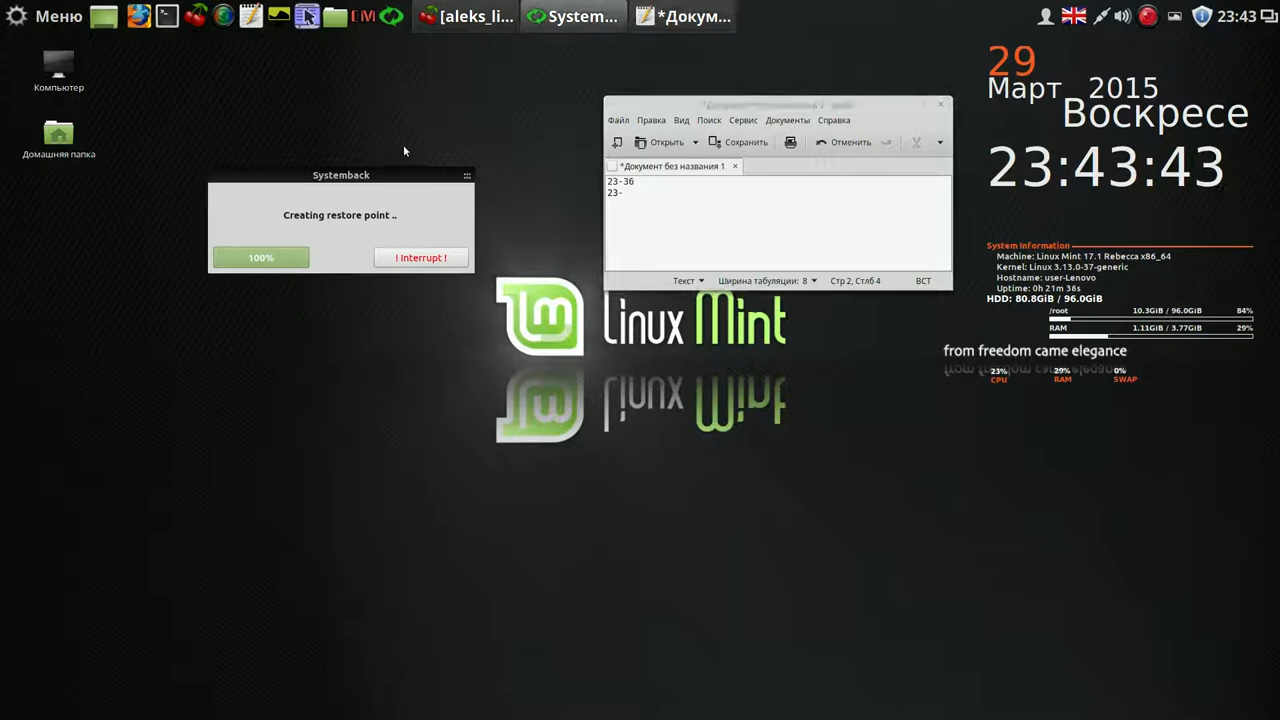 Меню
[aleks_li...
System...
*Докум...
23:43
Компьютер
Домашняя папка
29
Март 2015
Воскресе
23:43:43
Systemback
Creating restore point ..
100%
! Interrupt !
Файл Правка Вид Поиск Сервис Документы Справка
Открыть Сохранить Отменить
*Документ без названия 1
23-36
23-
Текст Ширина табуляции: 8 Стр 2, Стлб 4 ВСТ
Linux Mint
from freedom came elegance
System Information
Machine: Linux Mint 17.1 Rebecca x86_64
Kernel: Linux 3.13.0-37-generic
Hostname: user-Lenovo
Uptime: 0h 21m 36s
HDD: 80.8GiB / 96.0GiB
/root 10.3GiB / 96.0GiB 84%
RAM 1.11GiB / 3.77GiB 29%
23% 29% 0%
CPU RAM SWAP